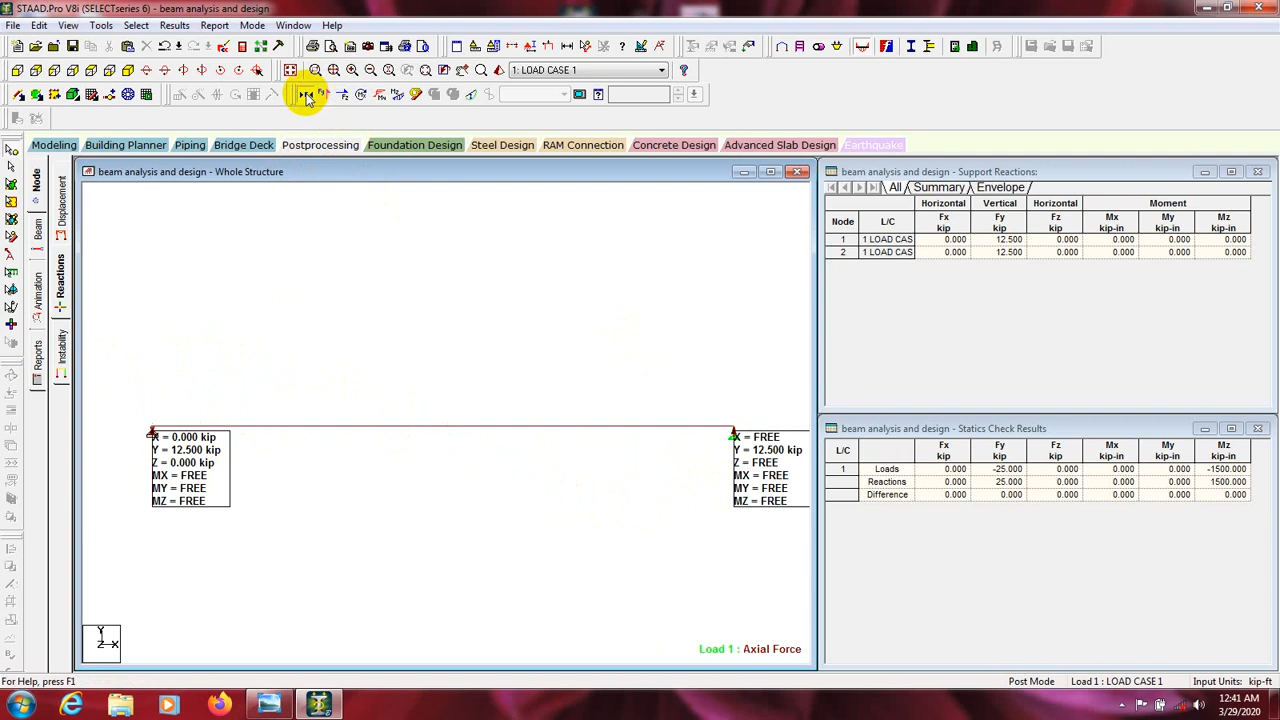 STAAD.Pro V8i (SELECTseries 6) - beam analysis and design
File Edit View Tools Select Results Report Mode Window Help
1: LOAD CASE 1
Modeling Building Planner Piping Bridge Deck Postprocessing Foundation Design Steel Design RAM Connection Concrete Design Advanced Slab Design Earthquake
Node
Beam
Animation
Reports
Displacement
Reactions
Instability
beam analysis and design - Whole Structure
X = 0.000 kip
Y = 12.500 kip
Z = 0.000 kip
MX = FREE
MY = FREE
MZ = FREE
X = FREE
Y = 12.500 kip
Z = FREE
MX = FREE
MY = FREE
MZ = FREE
Y
Z X
Load 1 : Axial Force
beam analysis and design - Support Reactions:
All Summary Envelope
Horizontal Vertical Horizontal Moment
Node L/C Fx kip Fy kip Fz kip Mx kip-in My kip-in Mz kip-in
1 1 LOAD CAS 0.000 12.500 0.000 0.000 0.000 0.000
2 1 LOAD CAS 0.000 12.500 0.000 0.000 0.000 0.000
beam analysis and design - Statics Check Results
L/C Fx kip Fy kip Fz kip Mx kip-in My kip-in Mz kip-in
1 Loads 0.000 -25.000 0.000 0.000 0.000 -1500.000
Reactions 0.000 25.000 0.000 0.000 0.000 1500.000
Difference 0.000 0.000 0.000 0.000 0.000 0.000
For Help, press F1
Post Mode Load 1 : LOAD CASE 1 Input Units: kip-ft
12:41 AM
3/29/2020